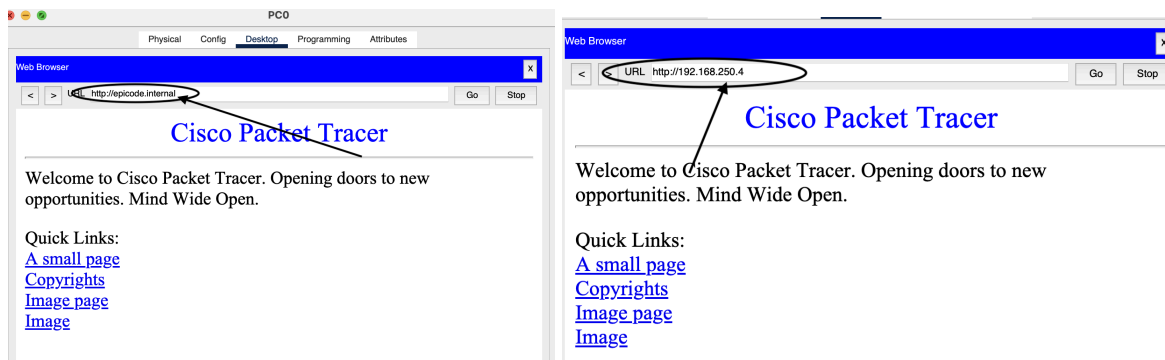 PC0
Physical Config Desktop Programming Attributes
Web Browser X
< > URL http://epicode.internal Go Stop
Cisco Packet Tracer
Welcome to Cisco Packet Tracer. Opening doors to new
opportunities. Mind Wide Open.
Quick Links:
A small page
Copyrights
Image page
Image
Web Browser X
< > URL http://192.168.250.4 Go Stop
Cisco Packet Tracer
Welcome to Cisco Packet Tracer. Opening doors to new
opportunities. Mind Wide Open.
Quick Links:
A small page
Copyrights
Image page
Image